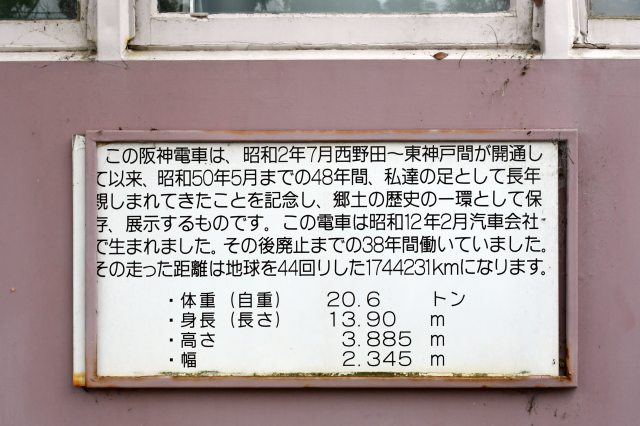 この阪神電車は、昭和2年7月西野田～東神戸間が開通し
て以来、昭和50年5月までの48年間、私達の足として長年
親しまれてきたことを記念し、郷土の歴史の一環として保
存、展示するものです。この電車は昭和12年2月汽車会社
で生まれました。その後廃止までの38年間働いていました。
その走った距離は地球を44回りした1744231kmになります。
・体重（自重） 20.6 トン
・身長（長さ） 13.90 m
・高さ 3.885 m
・幅 2.345 m